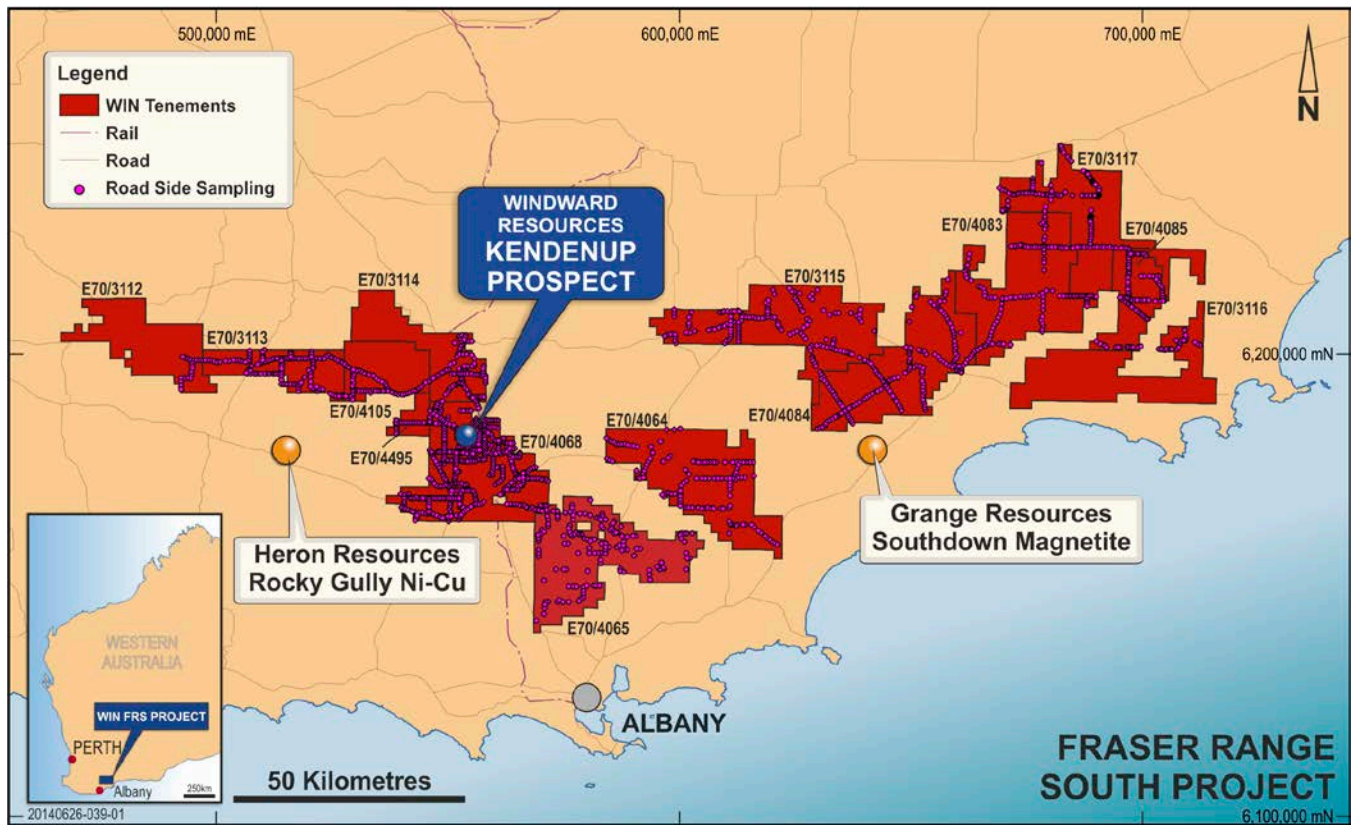 500,000 mE
600,000 mE
700,000 mE
Legend
WIN Tenements
Rail
Road
Road Side Sampling
N
WINDWARD
RESOURCES
KENDENUP
PROSPECT
E70/3117
E70/4083
E70/4085
E70/3112
E70/3114
E70/3115
E70/3116
E70/3113
6,200,000 mN
E70/4105
E70/4084
E70/4064
E70/4495
E70/4068
Heron Resources
Rocky Gully Ni-Cu
Grange Resources
Southdown Magnetite
E70/4065
WESTERN
AUSTRALIA
WIN FRS PROJECT
PERTH
Albany
250km
20140626-039-01
50 Kilometres
ALBANY
FRASER RANGE
SOUTH PROJECT
6,100,000 mN